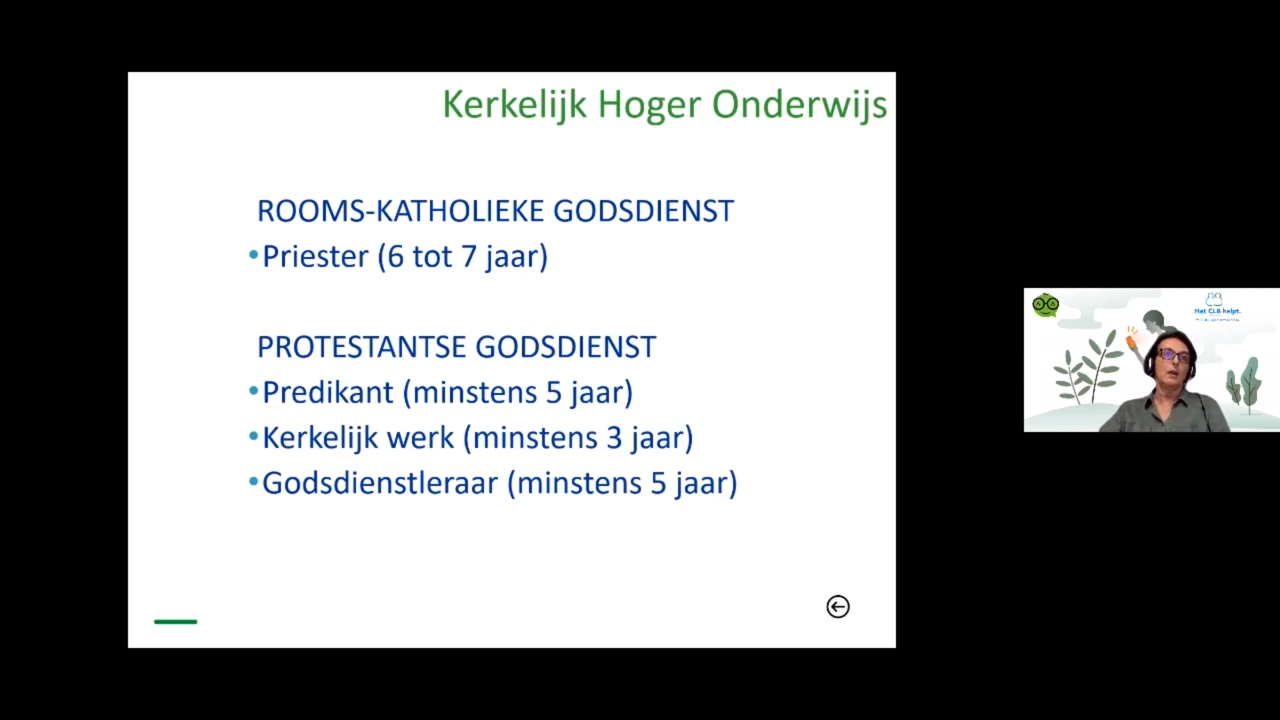 Kerkelijk Hoger Onderwijs
ROOMS-KATHOLIEKE GODSDIENST
•Priester (6 tot 7 jaar)
PROTESTANTSE GODSDIENST
•Predikant (minstens 5 jaar)
•Kerkelijk werk (minstens 3 jaar)
•Godsdienstleraar (minstens 5 jaar)
Het CLB helpt.